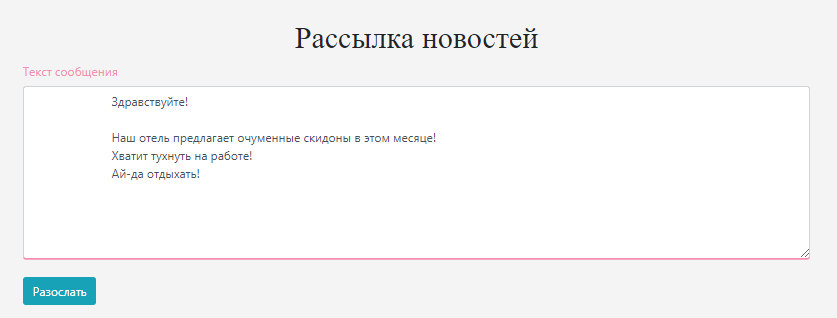 Рассылка новостей
Текст сообщения
Здравствуйте!
Наш отель предлагает очуменные скидоны в этом месяце!
Хватит тухнуть на работе!
Ай-да отдыхать!
Разослать